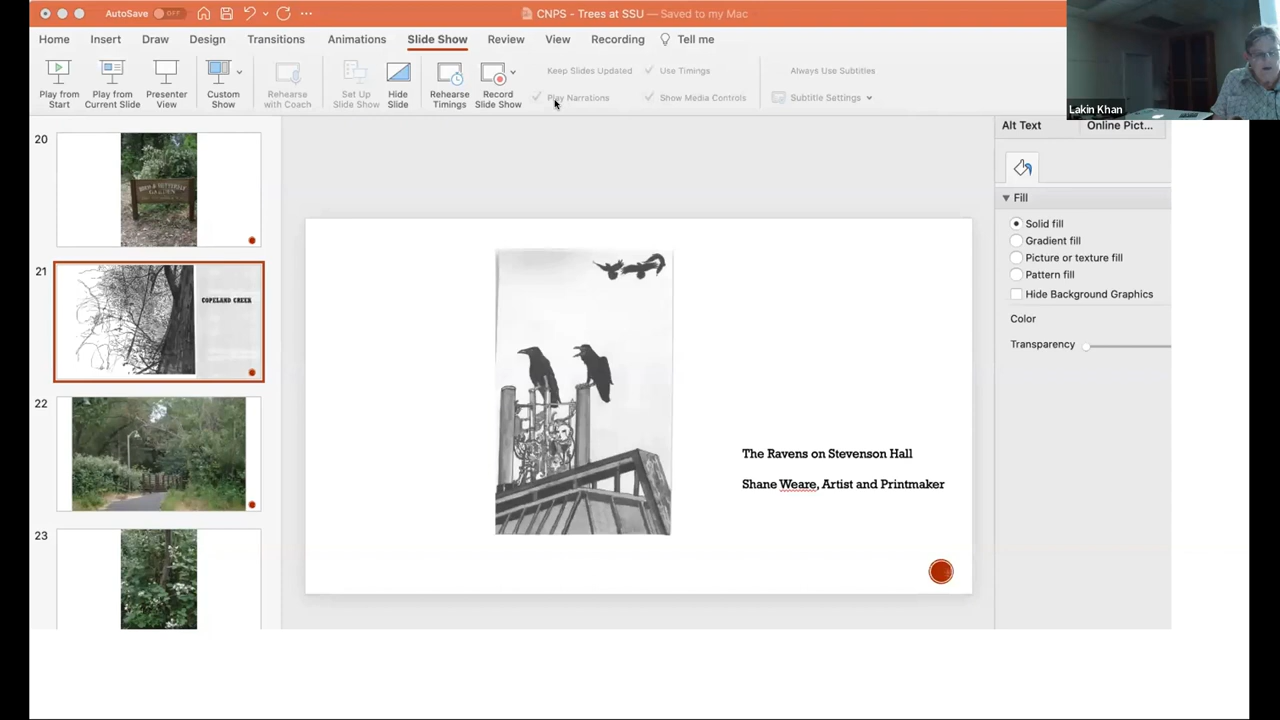 AutoSave OFF
CNPS - Trees at SSU — Saved to my Mac
Home Insert Draw Design Transitions Animations Slide Show Review View Recording Tell me
Play from Start
Play from Current Slide
Presenter View
Custom Show
Rehearse with Coach
Set Up Slide Show
Hide Slide
Rehearse Timings
Record Slide Show
Keep Slides Updated
Use Timings
Play Narrations
Show Media Controls
Always Use Subtitles
Subtitle Settings
Lakin Khan
Alt Text
Online Pict...
20
21
COPELAND CREEK
22
23
The Ravens on Stevenson Hall
Shane Weare, Artist and Printmaker
Fill
Solid fill
Gradient fill
Picture or texture fill
Pattern fill
Hide Background Graphics
Color
Transparency